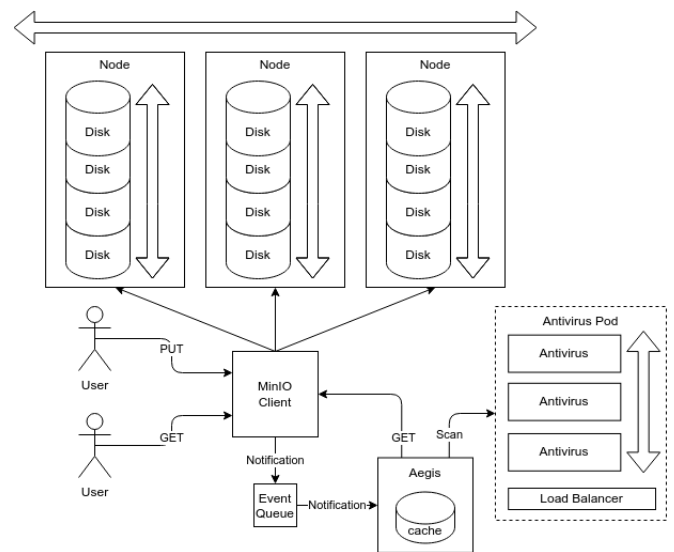 Node
Node
Node
Disk
Disk
Disk
Disk
Disk
Disk
Disk
Disk
Disk
Disk
Disk
Disk
PUT
User
GET
User
MinIO
Client
Notification
Event
Queue
Notification
GET
Scan
Aegis
cache
Antivirus Pod
Antivirus
Antivirus
Antivirus
Load Balancer